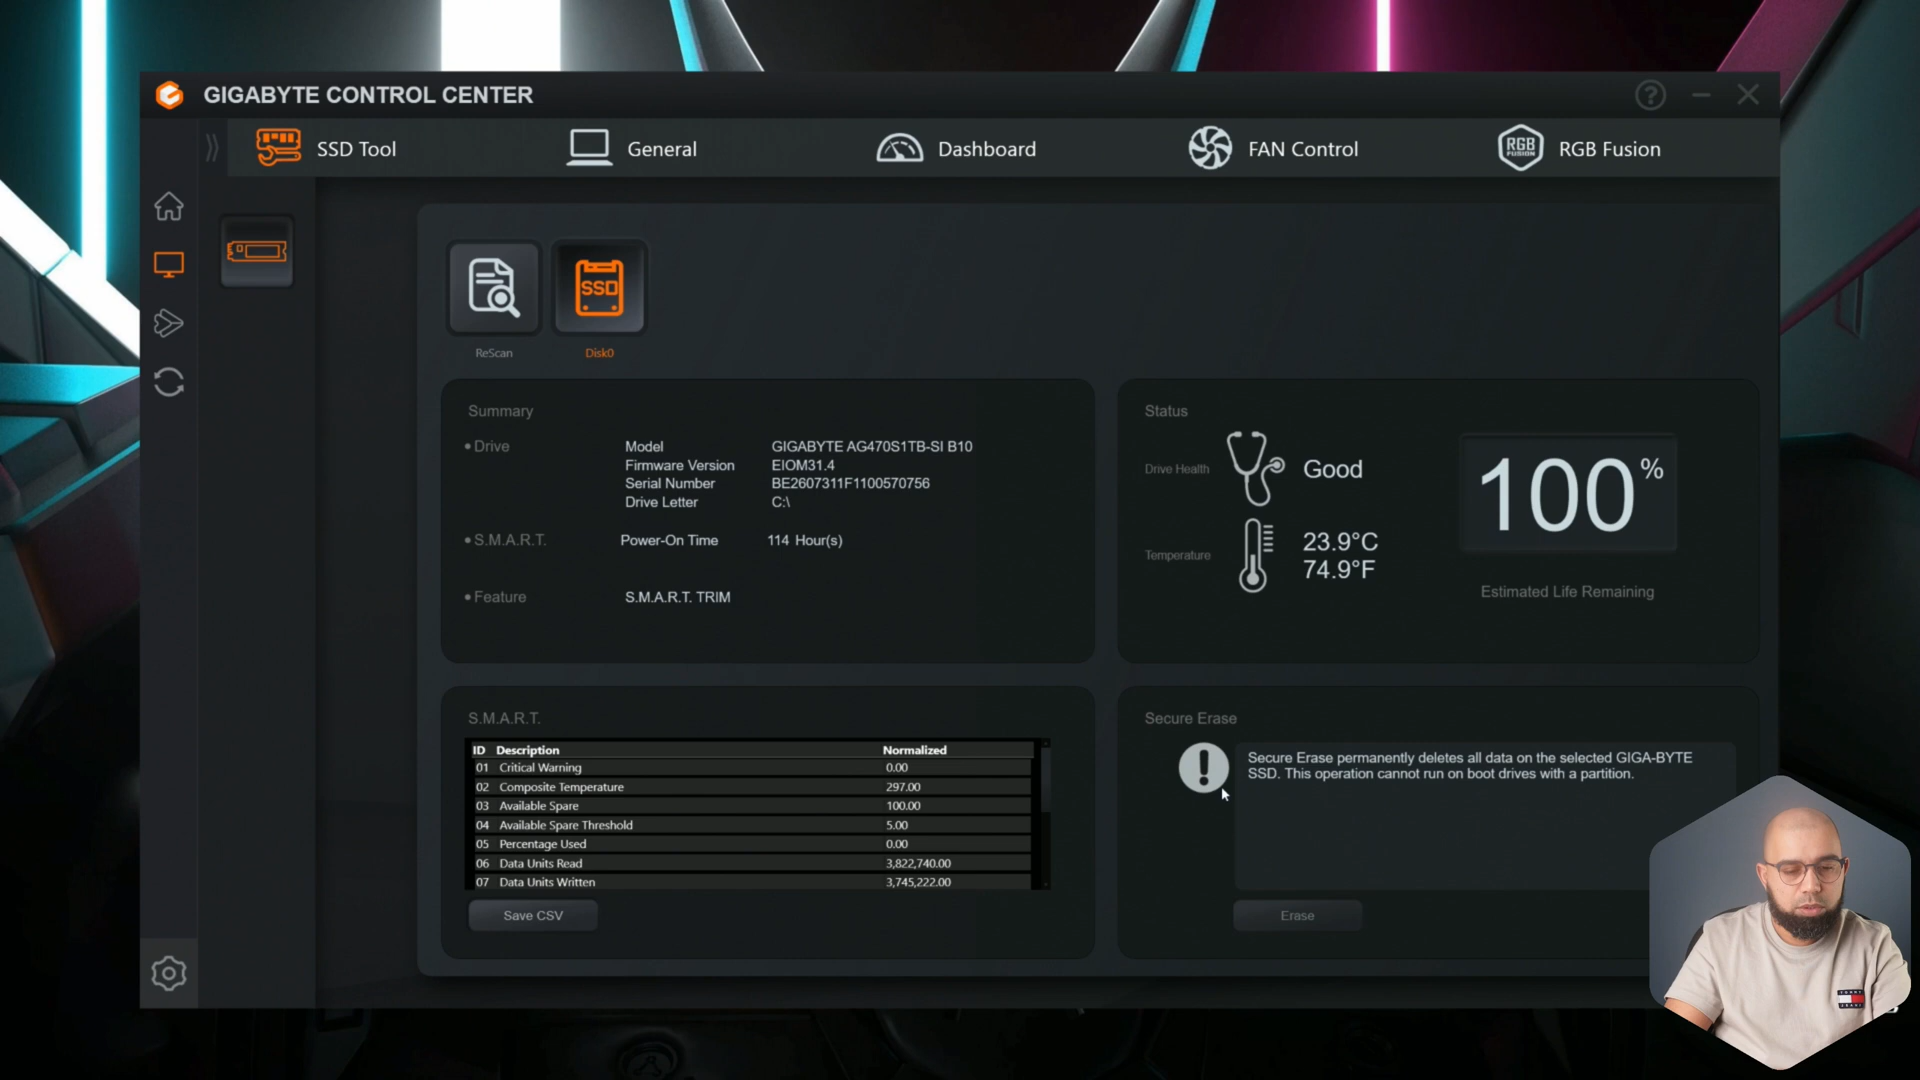 GIGABYTE CONTROL CENTER
?
SSD Tool
General
Dashboard
FAN Control
RGB FUSION
RGB Fusion
SSD
ReScan
Disk0
Summary
• Drive
Model GIGABYTE AG470S1TB-SI B10
Firmware Version EIOM31.4
Serial Number BE2607311F1100570756
Drive Letter C:\
• S.M.A.R.T. Power-On Time 114 Hour(s)
• Feature S.M.A.R.T. TRIM
Status
Drive Health Good
Temperature 23.9°C
74.9°F
100%
Estimated Life Remaining
S.M.A.R.T.
ID Description Normalized
01 Critical Warning 0.00
02 Composite Temperature 297.00
03 Available Spare 100.00
04 Available Spare Threshold 5.00
05 Percentage Used 0.00
06 Data Units Read 3,822,740.00
07 Data Units Written 3,745,222.00
Save CSV
Secure Erase
Secure Erase permanently deletes all data on the selected GIGA-BYTE
SSD. This operation cannot run on boot drives with a partition.
Erase